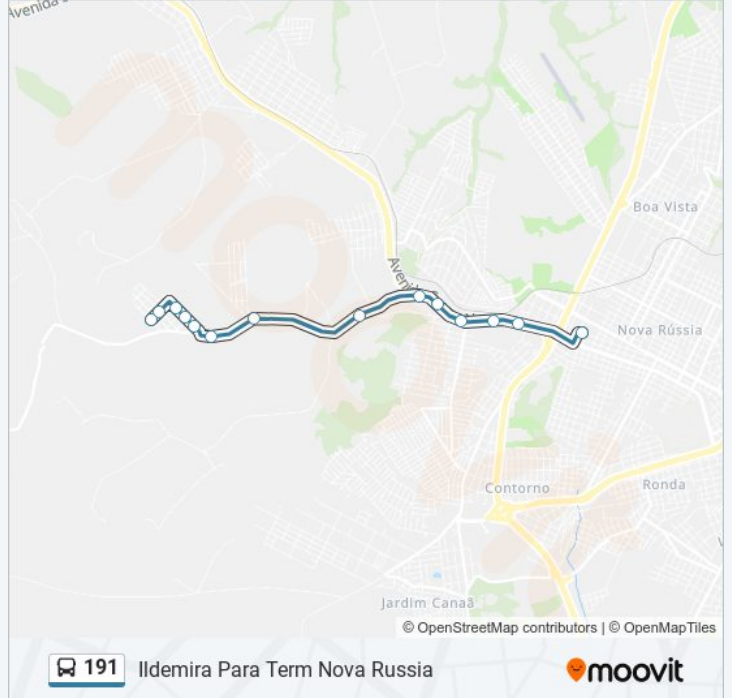 Avenida
Boa Vista
Avenida
Nova Rússia
Contorno
Ronda
Jardim Canaã
© OpenStreetMap contributors | © OpenMapTiles
191 Ildemira Para Term Nova Russia
moovit